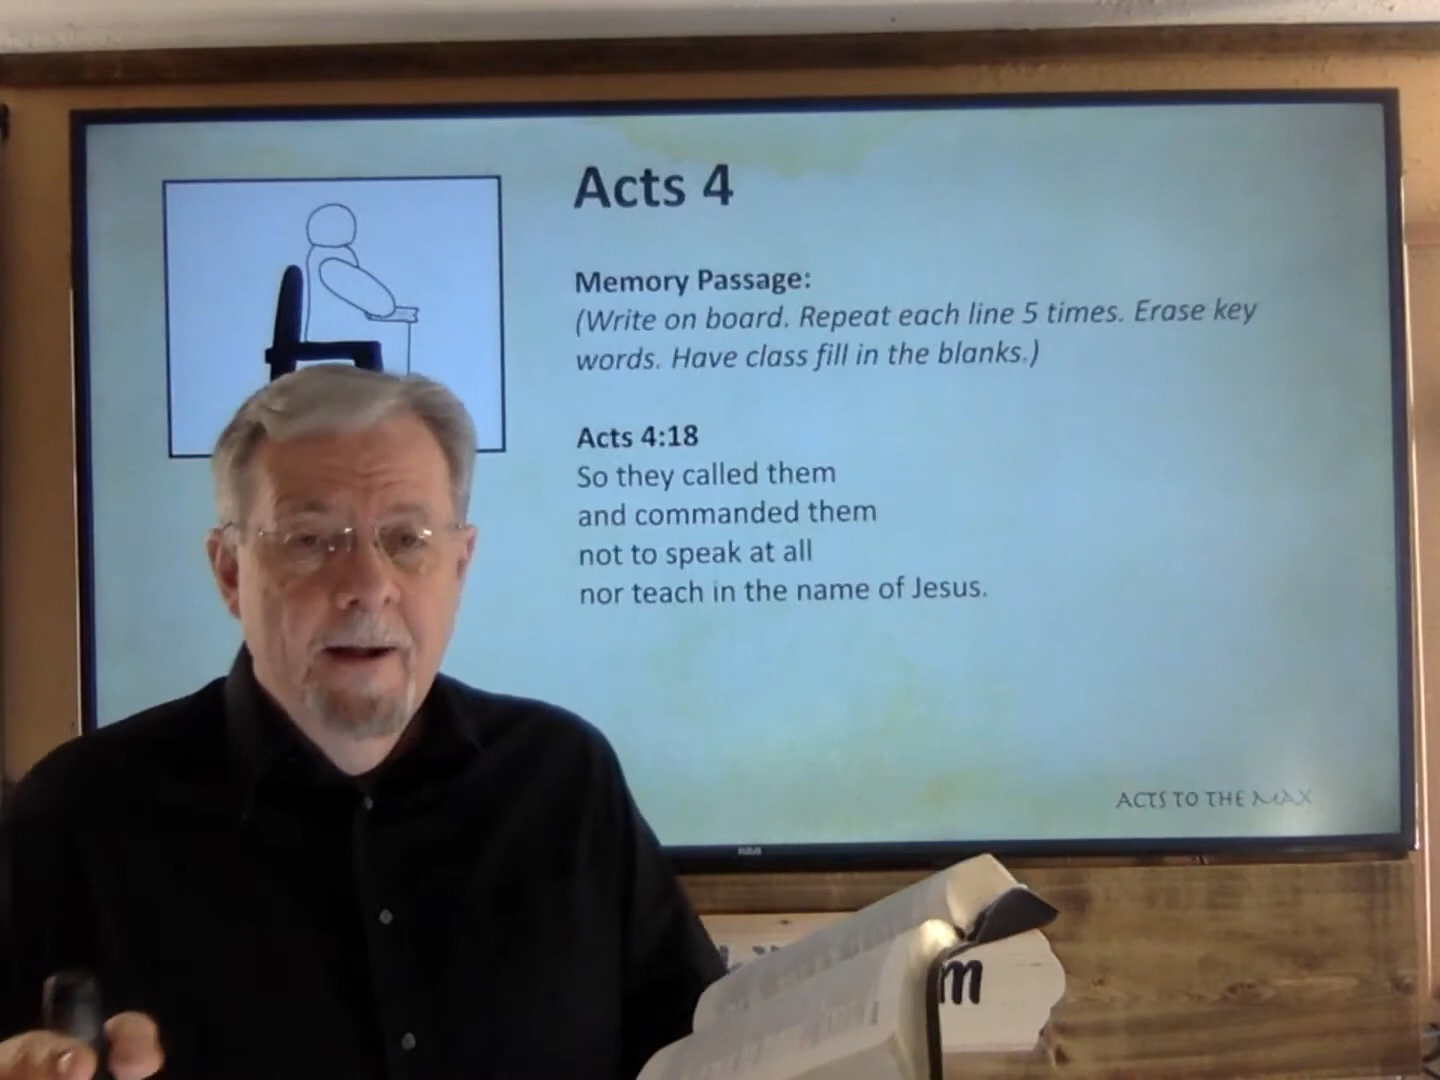 Acts 4
Memory Passage:
(Write on board. Repeat each line 5 times. Erase key
words. Have class fill in the blanks.)
Acts 4:18
So they called them
and commanded them
not to speak at all
nor teach in the name of Jesus.
ACTS TO THE MAX
RCA
m